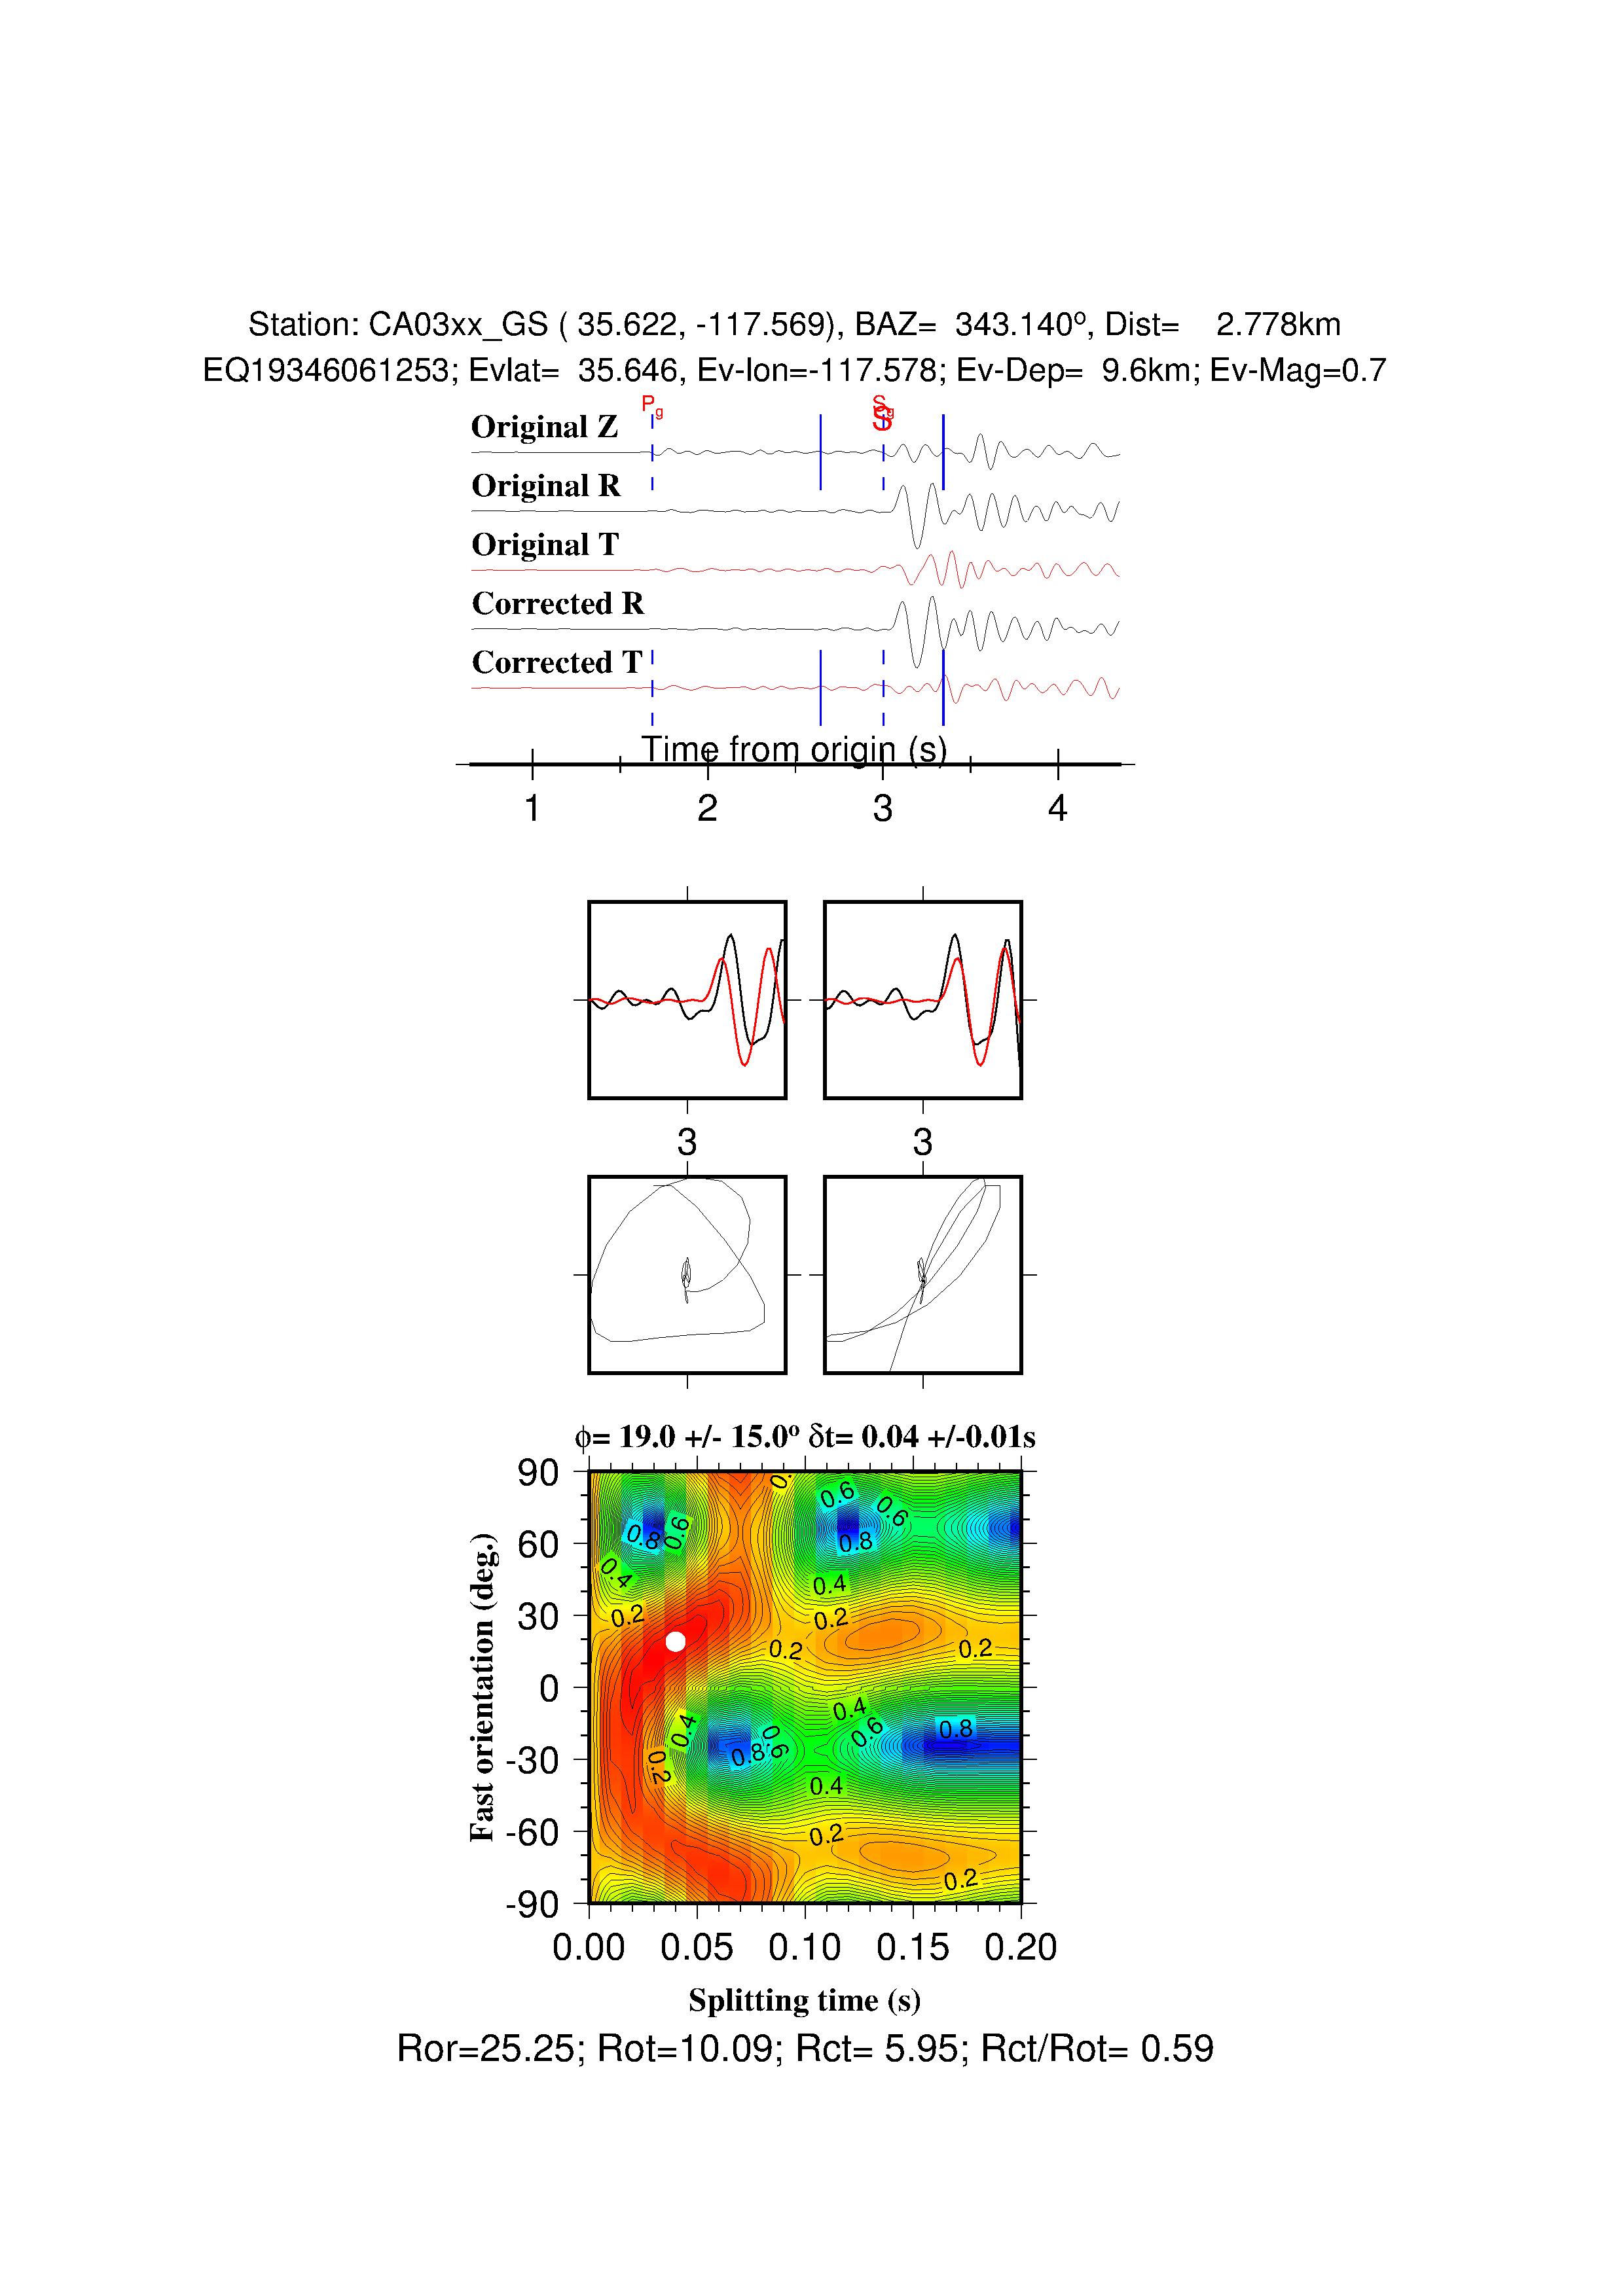 Station: CA03xx_GS ( 35.622, -117.569), BAZ= 343.140º, Dist= 2.778km
EQ19346061253; Evlat= 35.646, Ev-lon=-117.578; Ev-Dep= 9.6km; Ev-Mag=0.7
Pg Sg
S
Original Z
Original R
Original T
Corrected R
Corrected T
Time from origin (s)
1 2 3 4
3 3
ϕ= 19.0 +/- 15.0º δt= 0.04 +/-0.01s
Fast orientation (deg.)
90
60
30
0
-30
-60
-90
0.6 0.6
0.8 0.6 0.8
0.4 0.4
0.2 0.2
0.2 0.2
0.4 0.4
0.8 0.6 0.6 0.8
0.2 0.4
0.2
0.2
0.00 0.05 0.10 0.15 0.20
Splitting time (s)
Ror=25.25; Rot=10.09; Rct= 5.95; Rct/Rot= 0.59